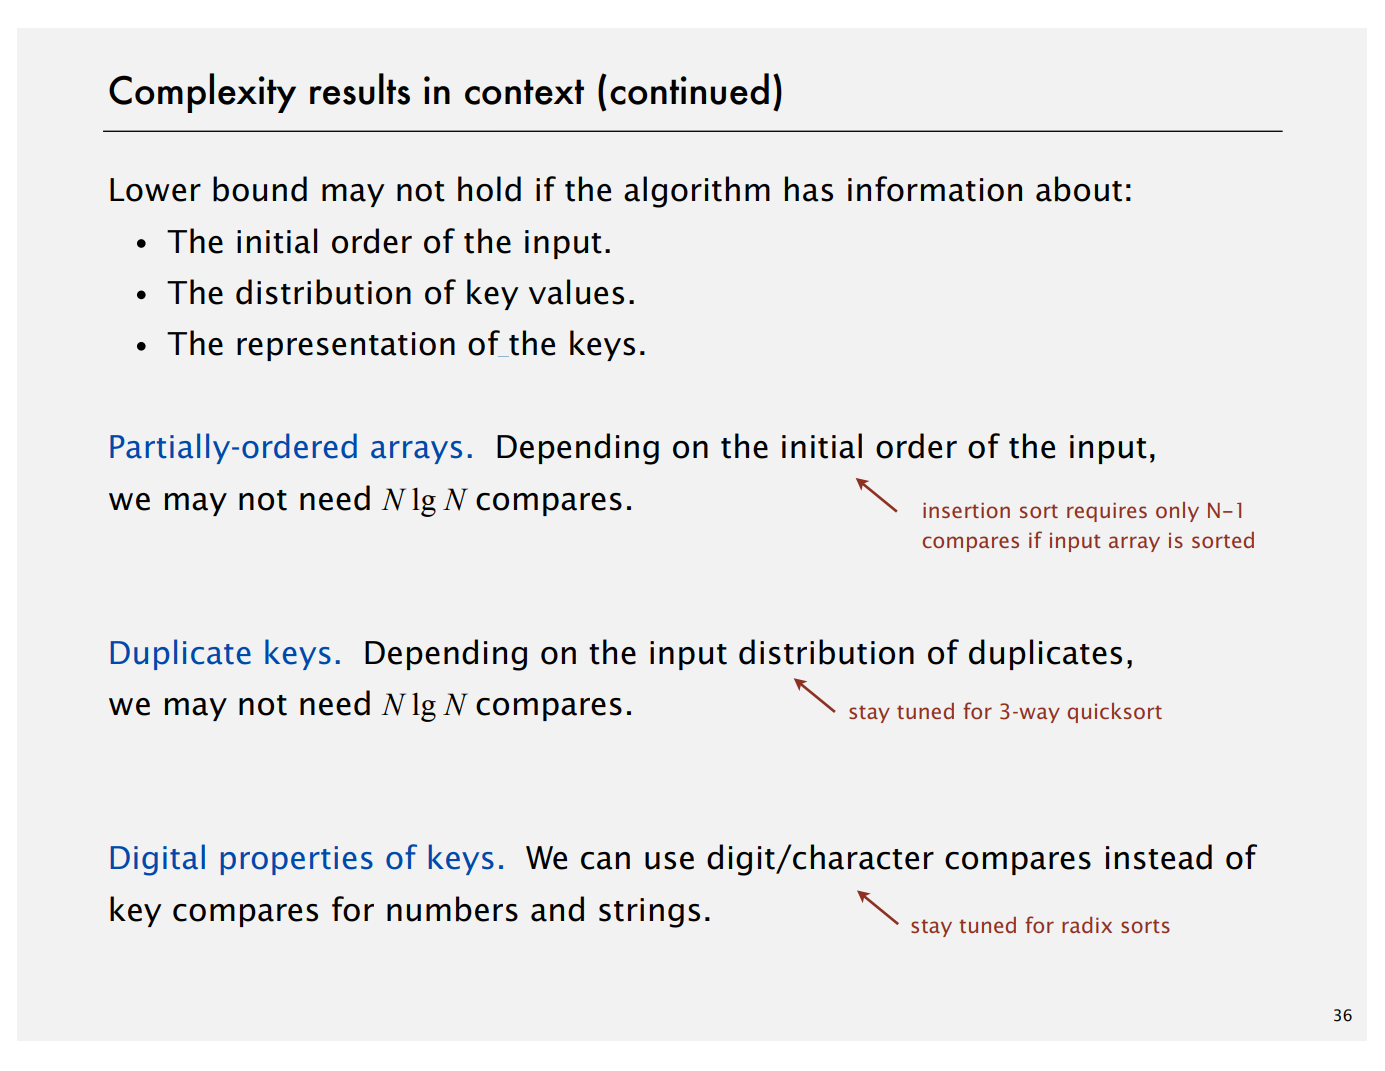 Complexity results in context (continued)
Lower bound may not hold if the algorithm has information about:
• The initial order of the input.
• The distribution of key values.
• The representation of the keys.
Partially-ordered arrays. Depending on the initial order of the input,
we may not need N lg N compares.
insertion sort requires only N–1
compares if input array is sorted
Duplicate keys. Depending on the input distribution of duplicates,
we may not need N lg N compares.
stay tuned for 3-way quicksort
Digital properties of keys. We can use digit/character compares instead of
key compares for numbers and strings.
stay tuned for radix sorts
36